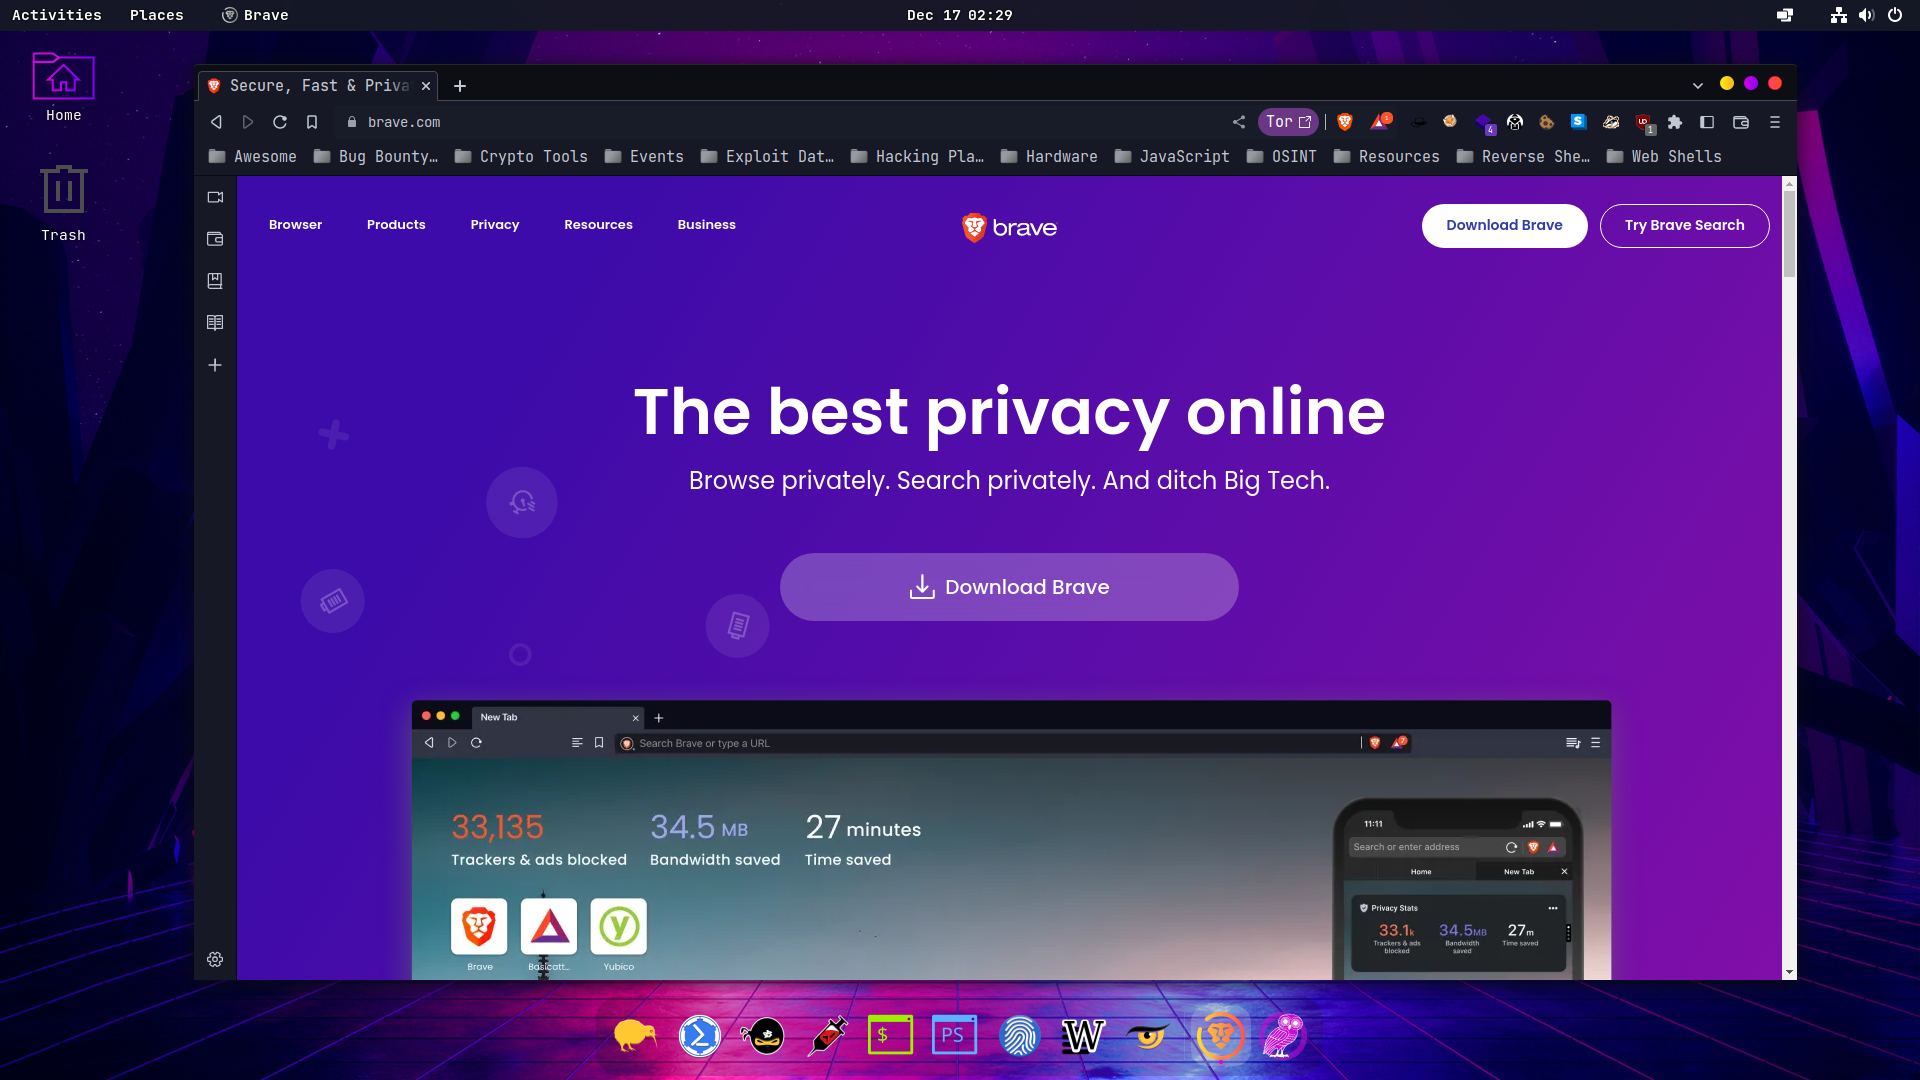 Activities Places Brave Dec 17 02:29
Home
Trash
Secure, Fast & Priva
brave.com Tor 1 4 1
Awesome Bug Bounty… Crypto Tools Events Exploit Dat… Hacking Pla… Hardware JavaScript OSINT Resources Reverse She… Web Shells
Browser Products Privacy Resources Business brave Download Brave Try Brave Search
The best privacy online
Browse privately. Search privately. And ditch Big Tech.
Download Brave
New Tab
Search Brave or type a URL
33,135 34.5 MB 27 minutes
Trackers & ads blocked Bandwidth saved Time saved
Brave Basicatt... Yubico
11:11
Search or enter address
Home New Tab
Privacy Stats
33.1k 34.5MB 27m
Trackers & ads blocked Bandwidth saved Time saved
$ PS W